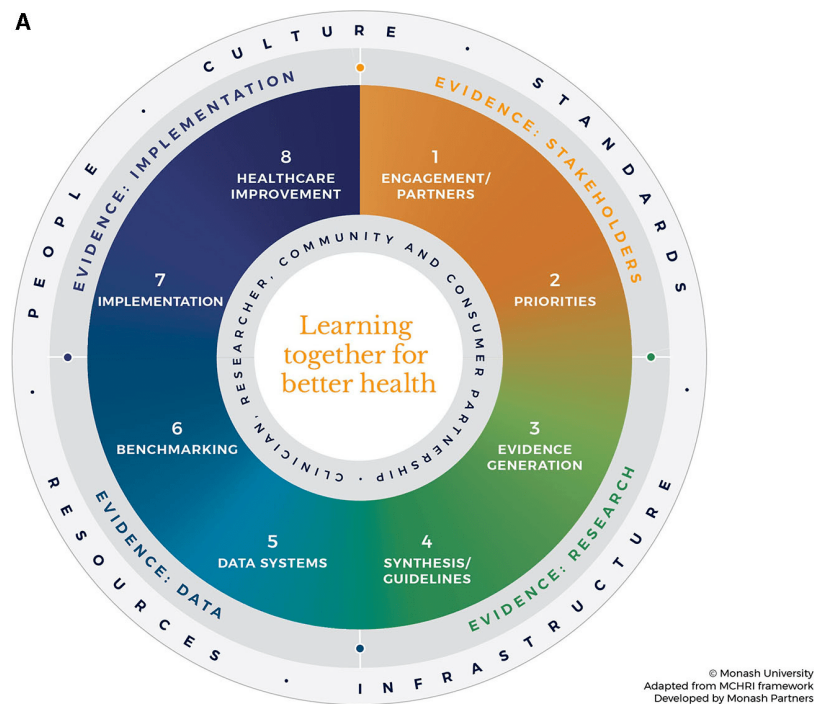 A
CULTURE · STANDARDS · INFRASTRUCTURE · RESOURCES · PEOPLE ·
EVIDENCE: STAKEHOLDERS
EVIDENCE: RESEARCH
EVIDENCE: DATA
EVIDENCE: IMPLEMENTATION
1
ENGAGEMENT/
PARTNERS
2
PRIORITIES
3
EVIDENCE
GENERATION
4
SYNTHESIS/
GUIDELINES
5
DATA SYSTEMS
6
BENCHMARKING
7
IMPLEMENTATION
8
HEALTHCARE
IMPROVEMENT
CLINICIAN, RESEARCHER, COMMUNITY AND CONSUMER PARTNERSHIP ·
Learning
together for
better health
© Monash University
Adapted from MCHRI framework
Developed by Monash Partners